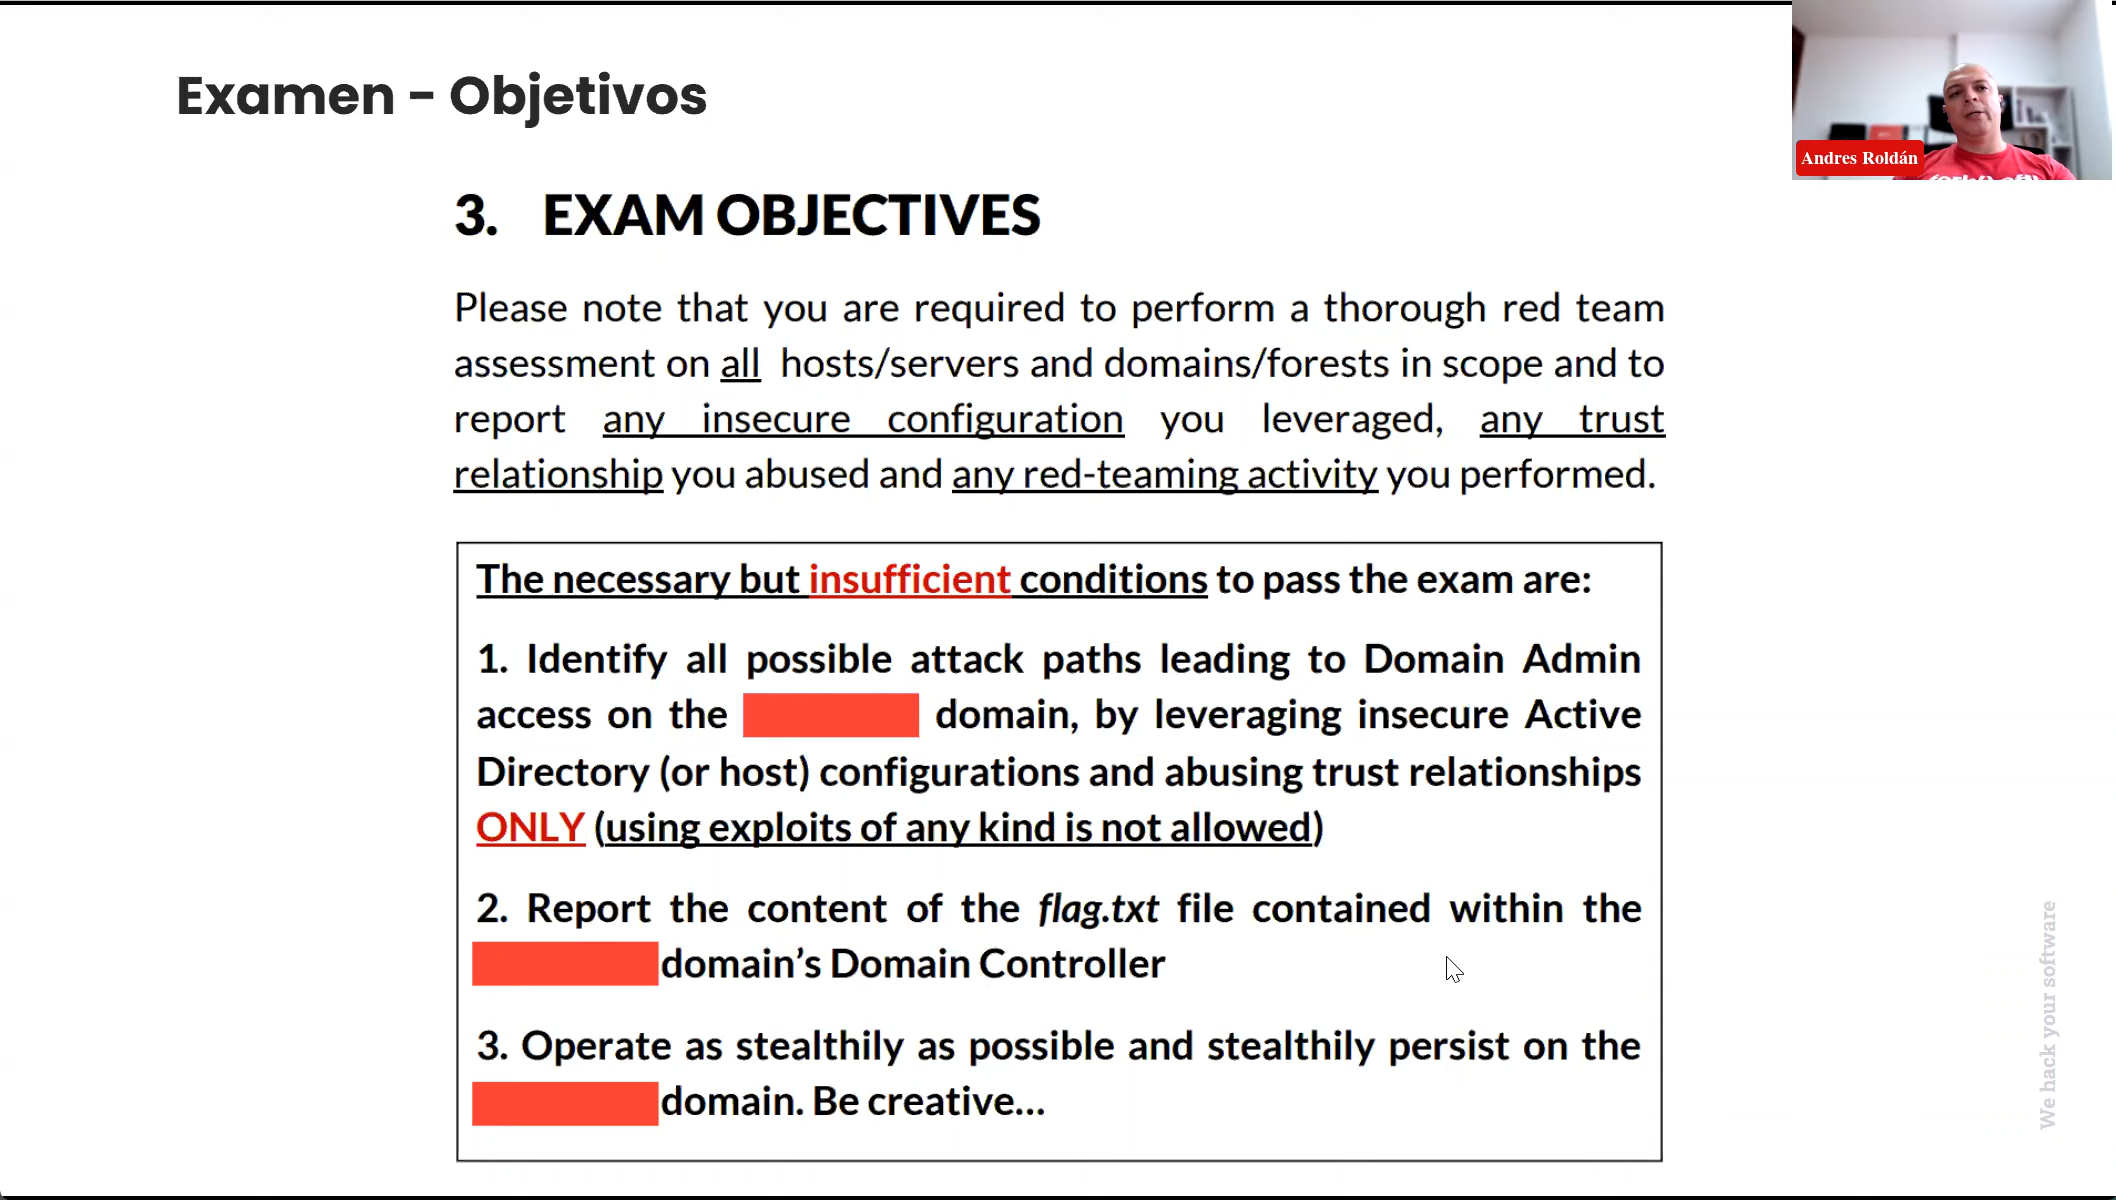 Examen - Objetivos
Andres Roldán
3. EXAM OBJECTIVES
Please note that you are required to perform a thorough red team
assessment on all hosts/servers and domains/forests in scope and to
report any insecure configuration you leveraged, any trust
relationship you abused and any red-teaming activity you performed.
The necessary but insufficient conditions to pass the exam are:
1. Identify all possible attack paths leading to Domain Admin
access on the domain, by leveraging insecure Active
Directory (or host) configurations and abusing trust relationships
ONLY (using exploits of any kind is not allowed)
2. Report the content of the flag.txt file contained within the
domain’s Domain Controller
3. Operate as stealthily as possible and stealthily persist on the
domain. Be creative...
We hack your software